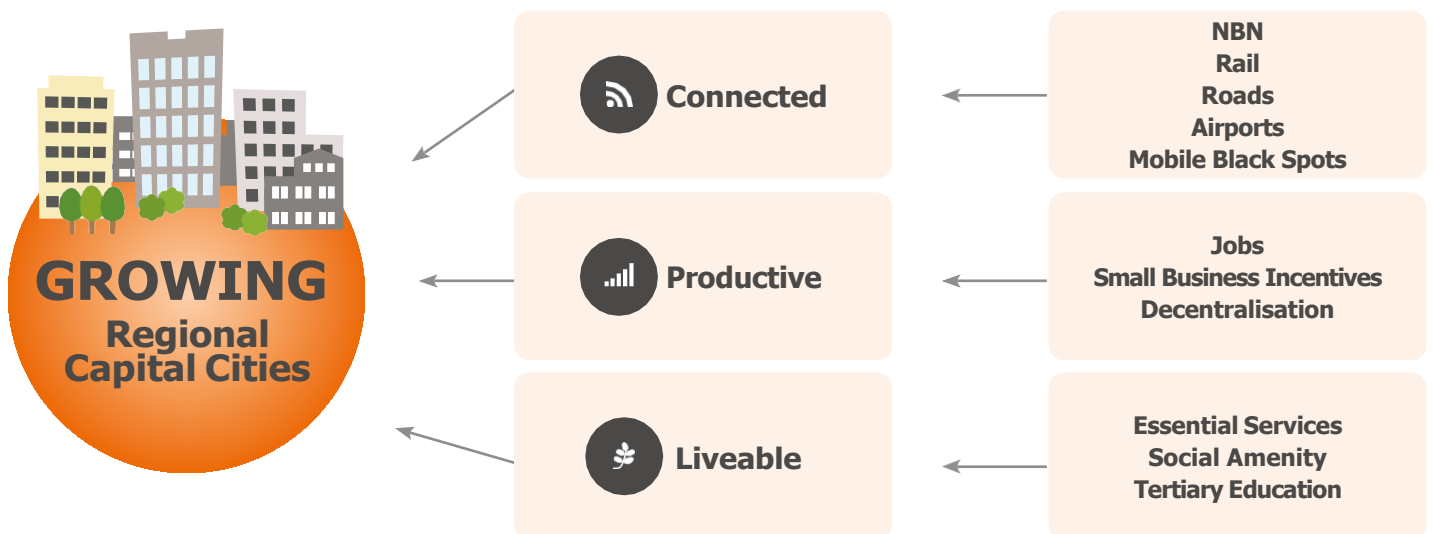 GROWING
Regional
Capital Cities
Connected
NBN
Rail
Roads
Airports
Mobile Black Spots
Productive
Jobs
Small Business Incentives
Decentralisation
Liveable
Essential Services
Social Amenity
Tertiary Education